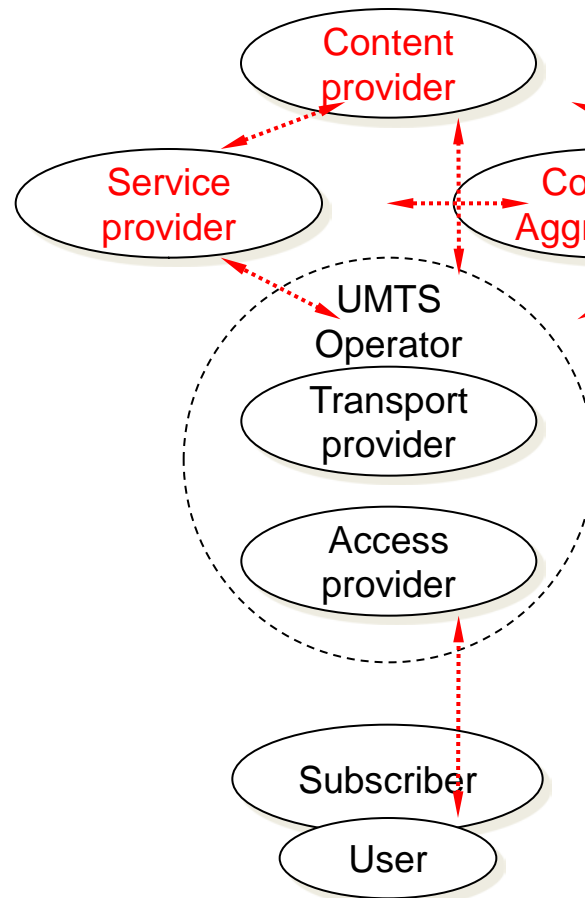 Content
provider
Service
provider
UMTS
Operator
Transport
provider
Access
provider
Subscriber
User